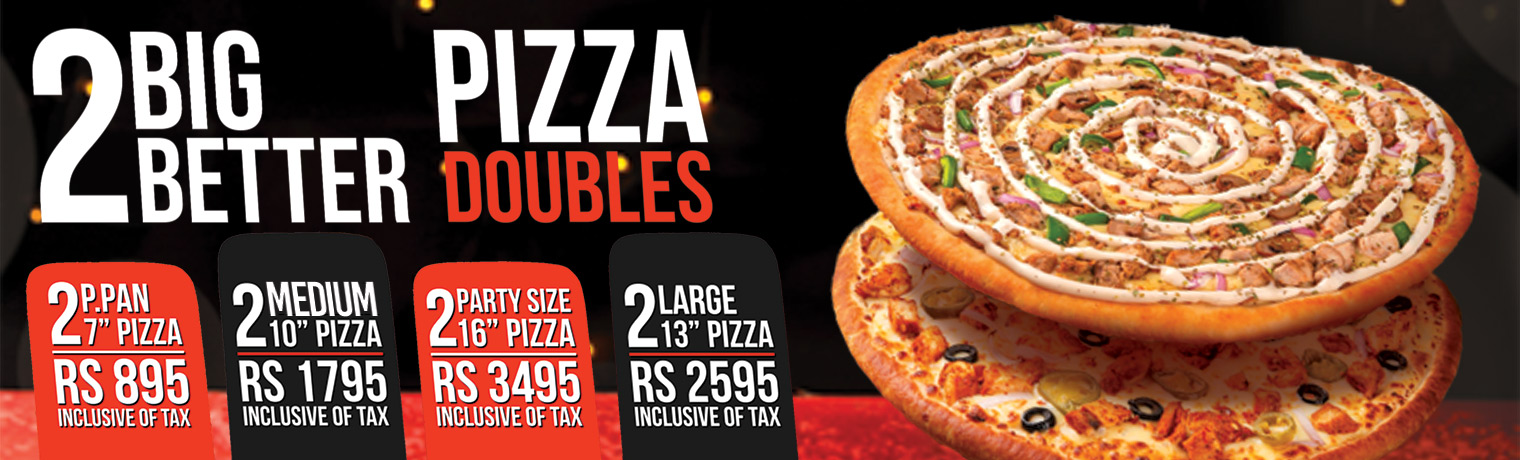 2 BIG
BETTER
PIZZA
DOUBLES
2 P.PAN
7” PIZZA
RS 895
INCLUSIVE OF TAX
2 MEDIUM
10” PIZZA
RS 1795
INCLUSIVE OF TAX
2 PARTY SIZE
16” PIZZA
RS 3495
INCLUSIVE OF TAX
2 LARGE
13” PIZZA
RS 2595
INCLUSIVE OF TAX